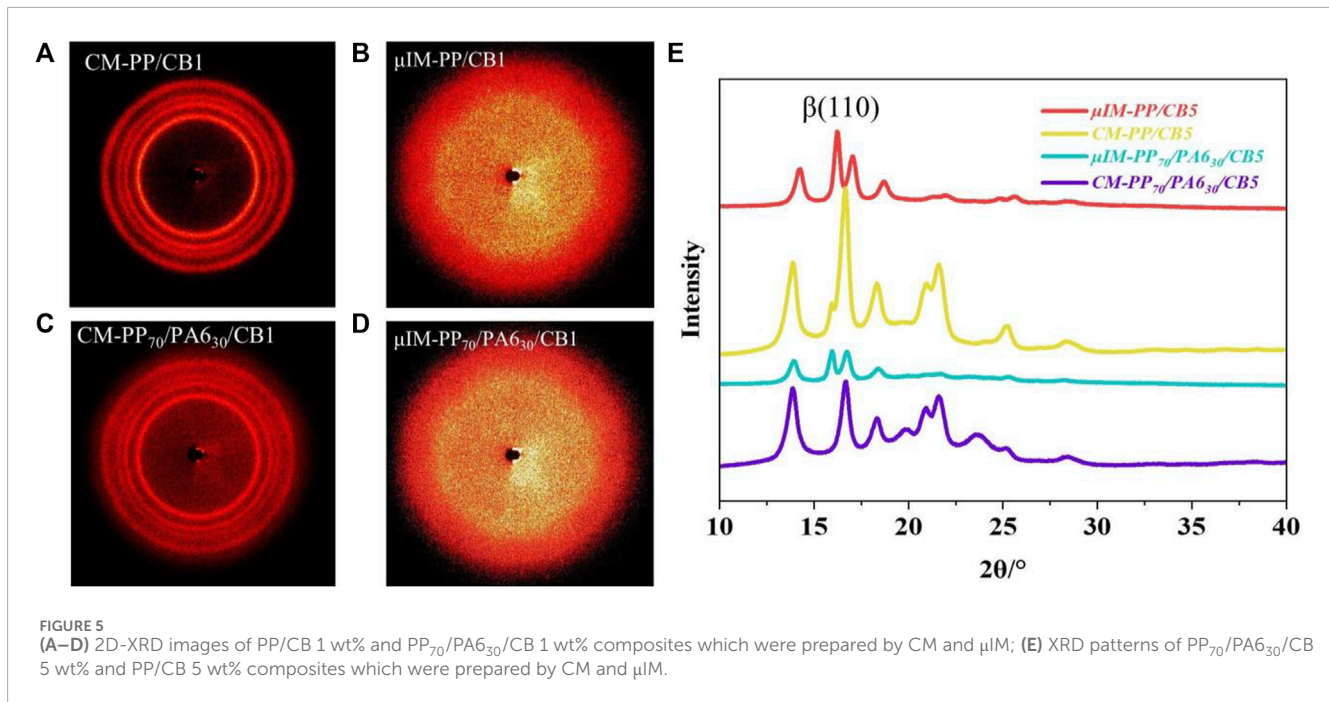 A
CM-PP/CB1
B
μIM-PP/CB1
C
CM-PP₇₀/PA6₃₀/CB1
D
μIM-PP₇₀/PA6₃₀/CB1
E
β(110)
μIM-PP/CB5
CM-PP/CB5
μIM-PP₇₀/PA6₃₀/CB5
CM-PP₇₀/PA6₃₀/CB5
Intensity
10 15 20 25 30 35 40
2θ/°
FIGURE 5
(A–D) 2D-XRD images of PP/CB 1 wt% and PP₇₀/PA6₃₀/CB 1 wt% composites which were prepared by CM and μIM; (E) XRD patterns of PP₇₀/PA6₃₀/CB
5 wt% and PP/CB 5 wt% composites which were prepared by CM and μIM.